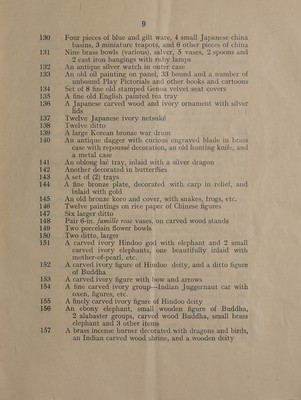 9
130 Four pieces of blue and gilt ware, 4 small Japanese china
basins, 3 miniature teapots, and 6 other pieces of china
131 Nine brass bowls (various), silver, 5 vases, 2 spoons and
2 cast iron hangings with ruby lamps
132 An antique silver watch in outer case
133 An old oil painting on panel, 33 bound and a number of
unbound Play Pictorials and other books and cartoons
134 Set of 8 fine old stamped Genoa velvet seat covers
135 A fine old English painted tea tray
136 A Japanese carved wood and ivory ornament with silver
lids
137 Twelve Japanese ivory netsuké
138 Twelve ditto
139 A large Korean bronze war drum
140 An antique dagger with curious engraved blade in brass
case with repoussé decoration, an old hunting knife, and
a metal case
141 An oblong lac tray, inlaid with a silver dragon
142 Another decorated in butterflies
143 A set of (2) trays
144 A fine bronze plate, decorated with carp in relief, and
inlaid with gold
145 An old bronze koro and cover, with snakes, frogs, etc.
146 Twelve paintings on rice paper of Chinese figures
147 Six larger ditto
148 Pair 6-in. famille rose vases, on carved wood stands
149 Two porcelain flower bowls
150 Two ditto, larger
151 A carved ivory Hindoo god with elephant and 2 small
carved ivory elephants, one beautifully inlaid with
mother-of-pearl, etc.
152 A carved ivory figure of Hindoo deity, and a ditto figure
of Buddha
153 A carved ivory figure with bow and arrows
154 A fine carved ivory group—Indian Juggernaut car with
oxen, figures, etc.
155 A finely carved ivory figure of Hindoo deity
156 An ebony elephant, small wooden figure of Buddha,
2 alabaster groups, carved wood Buddha, small brass
elephant and 3 other items
157 A brass incense burner decorated with dragons and birds,
an Indian carved wood shrine, and a wooden deity